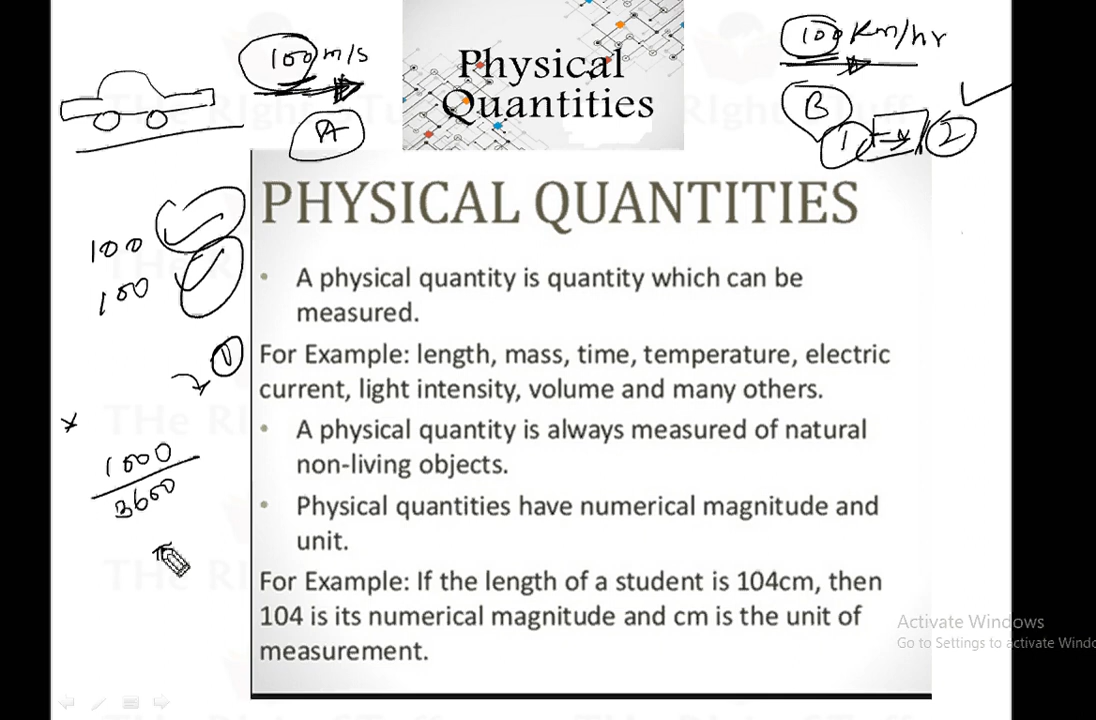 100 m/s
Physical
Quantities
100 Km/hr
A
B
1
2
PHYSICAL QUANTITIES
100
100
• A physical quantity is quantity which can be
measured.
1
For Example: length, mass, time, temperature, electric
current, light intensity, volume and many others.
• A physical quantity is always measured of natural
non-living objects.
1000
3600
• Physical quantities have numerical magnitude and
unit.
For Example: If the length of a student is 104cm, then
104 is its numerical magnitude and cm is the unit of
measurement.
Activate Windows
Go to Settings to activate Windo